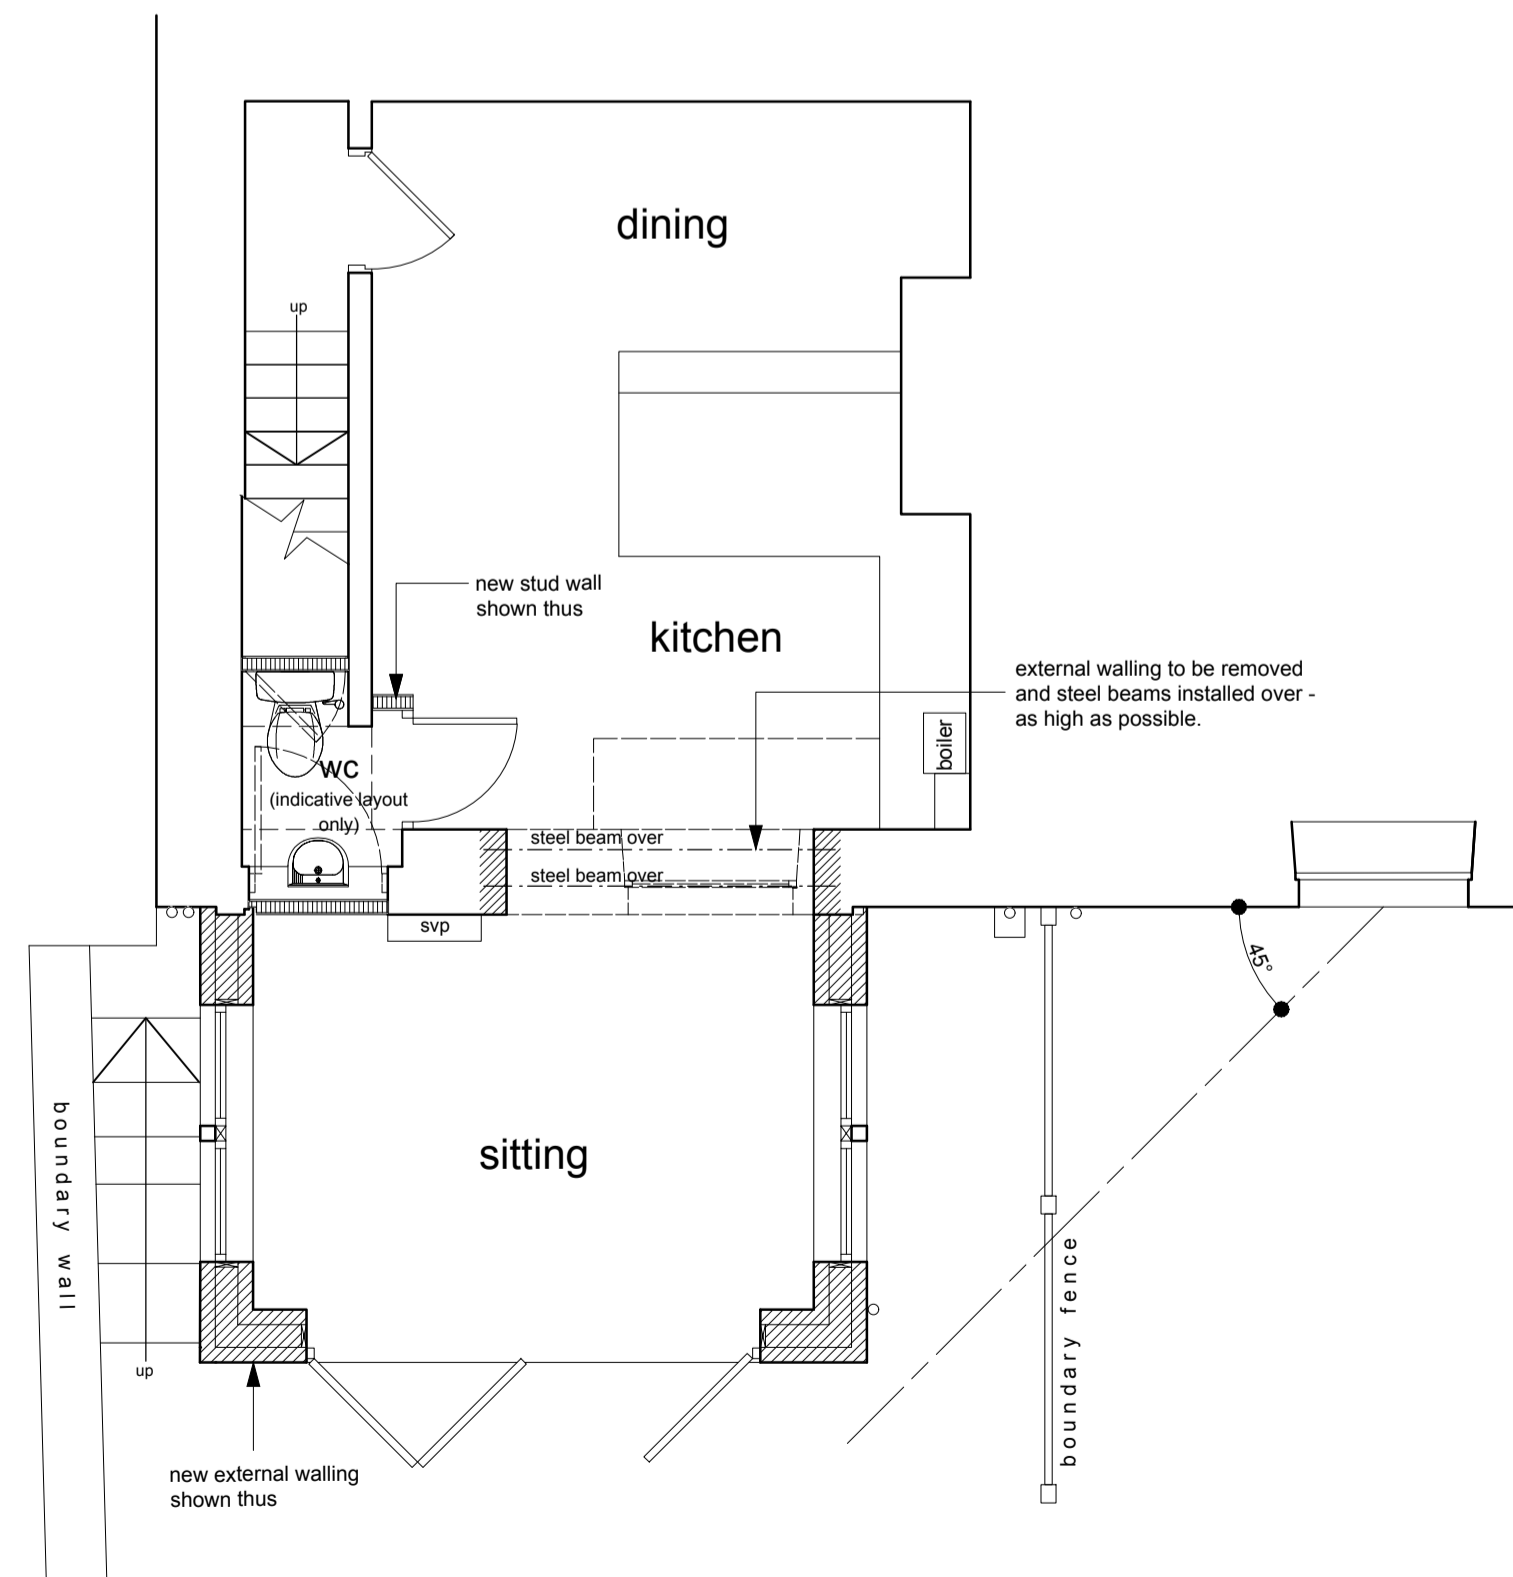 dining
up
new stud wall
shown thus
kitchen
external walling to be removed
and steel beams installed over -
as high as possible.
boiler
wc
(indicative layout
only)
steel beam over
steel beam over
svp
45°
boundary wall
sitting
boundary fence
up
new external walling
shown thus